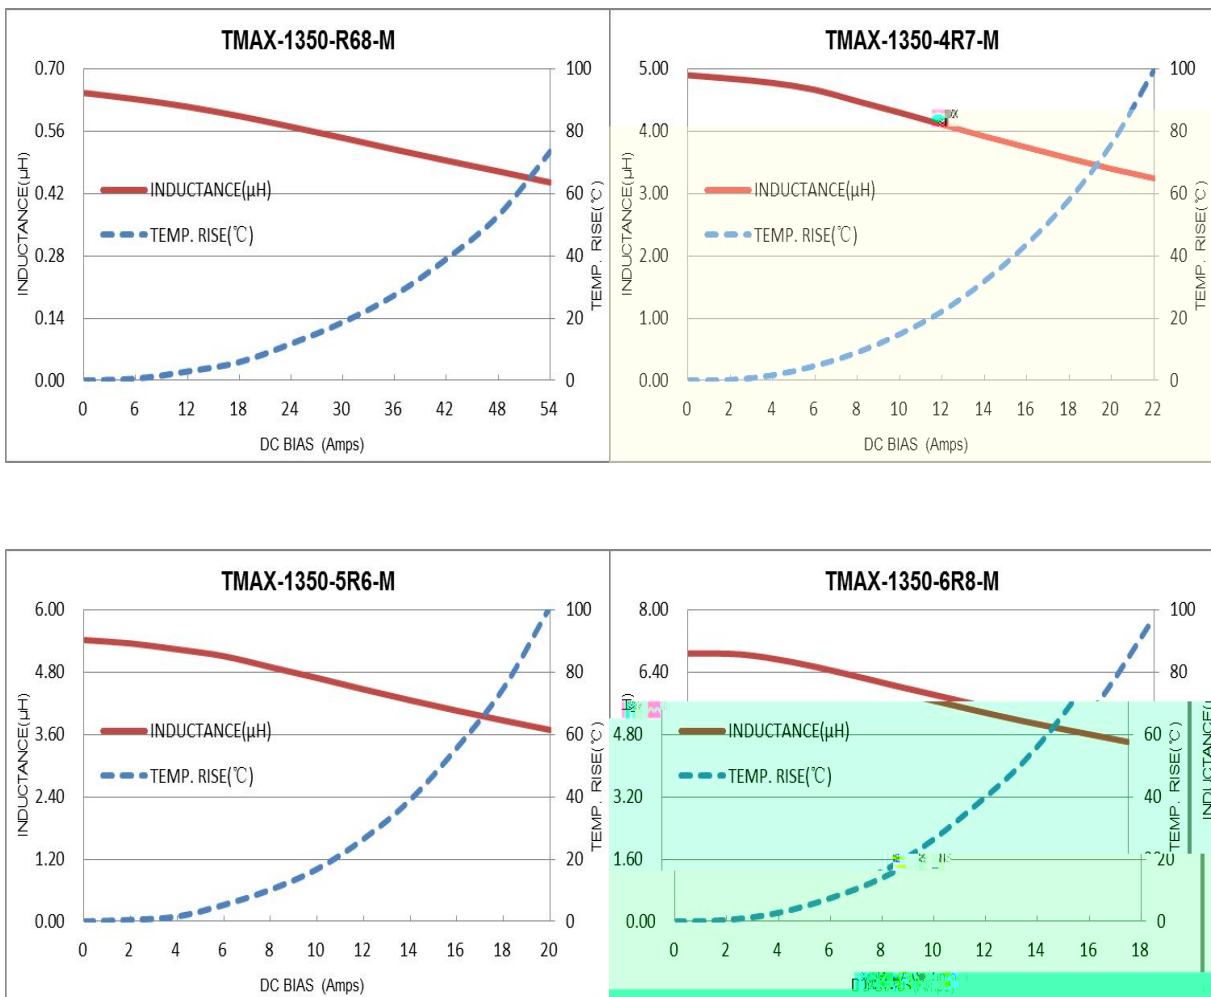 TMAX-1350-R68-M
0.70
0.56
0.42
0.28
0.14
0.00
100
80
60
40
20
0
INDUCTANCE(μH)
TEMP. RISE(℃)
INDUCTANCE(μH)
TEMP. RISE(℃)
0 6 12 18 24 30 36 42 48 54
DC BIAS (Amps)
TMAX-1350-4R7-M
5.00
4.00
3.00
2.00
1.00
0.00
100
80
60
40
20
0
INDUCTANCE(μH)
TEMP. RISE(℃)
INDUCTANCE(μH)
TEMP. RISE(℃)
0 2 4 6 8 10 12 14 16 18 20 22
DC BIAS (Amps)
TMAX-1350-5R6-M
6.00
4.80
3.60
2.40
1.20
0.00
100
80
60
40
20
0
INDUCTANCE(μH)
TEMP. RISE(℃)
INDUCTANCE(μH)
TEMP. RISE(℃)
0 2 4 6 8 10 12 14 16 18 20
DC BIAS (Amps)
TMAX-1350-6R8-M
8.00
6.40
4.80
3.20
1.60
0.00
100
80
60
40
20
0
INDUCTANCE(μH)
TEMP. RISE(℃)
TEMP. RISE(℃)
INDUCTANCE(
0 2 4 6 8 10 12 14 16 18